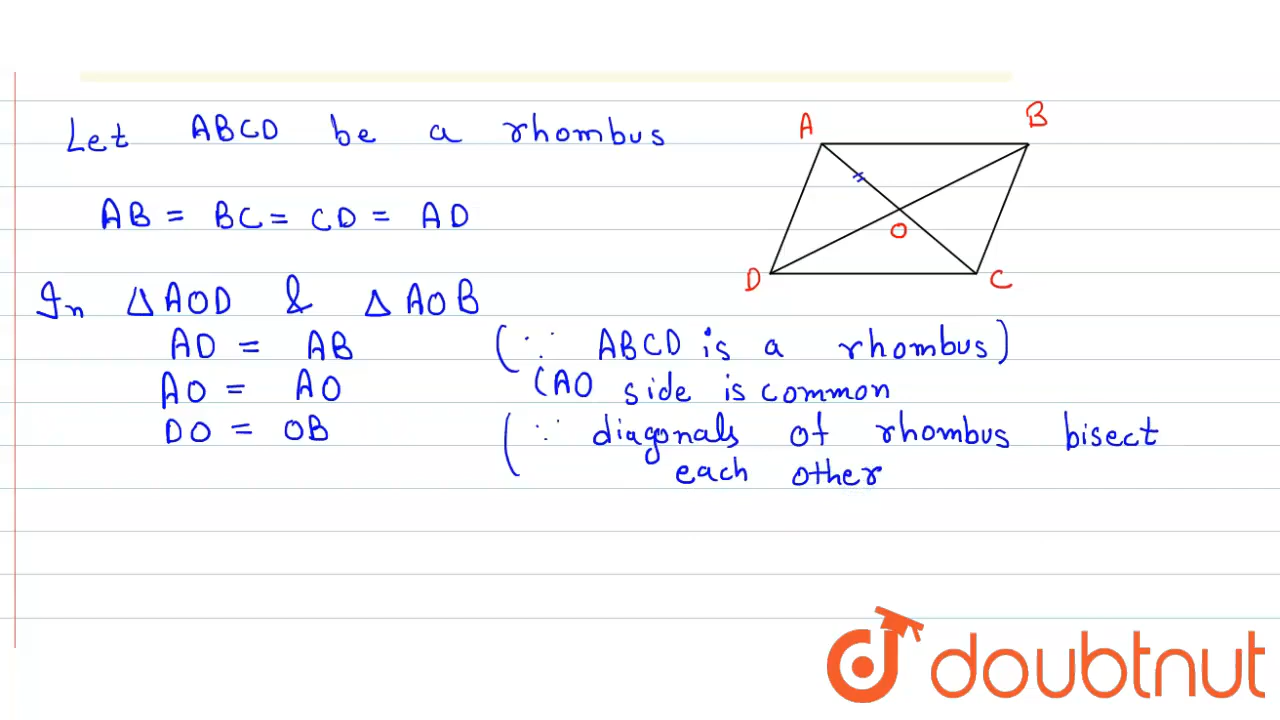 Let ABCD be a rhombus
AB = BC = CD = AD
In △AOD & △AOB
AD = AB (∵ ABCD is a rhombus)
AO = AO (AO side is common
DO = OB (∵ diagonals of rhombus bisect
each other
A
B
O
D
C
doubtnut